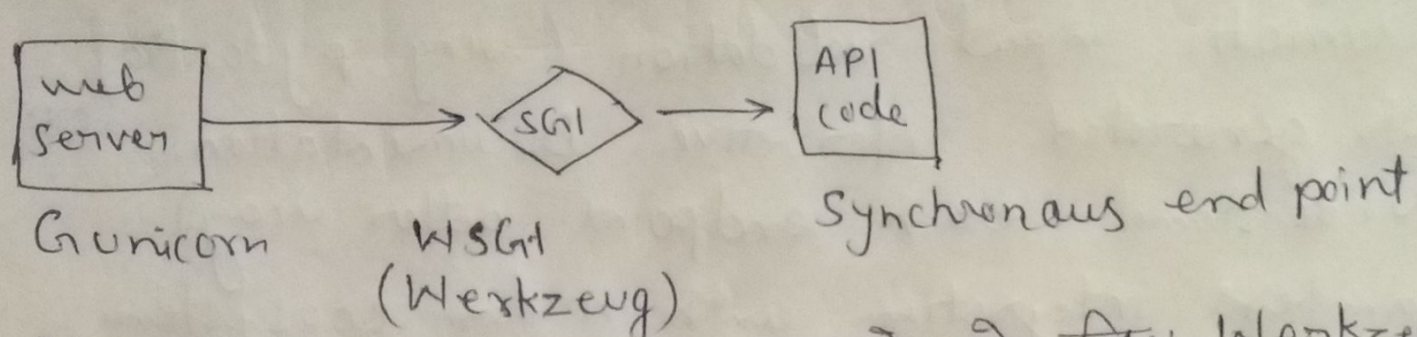 web
server
SGI
API
code
Gunicorn
WSGI
(Werkzeug)
Synchronaus end point